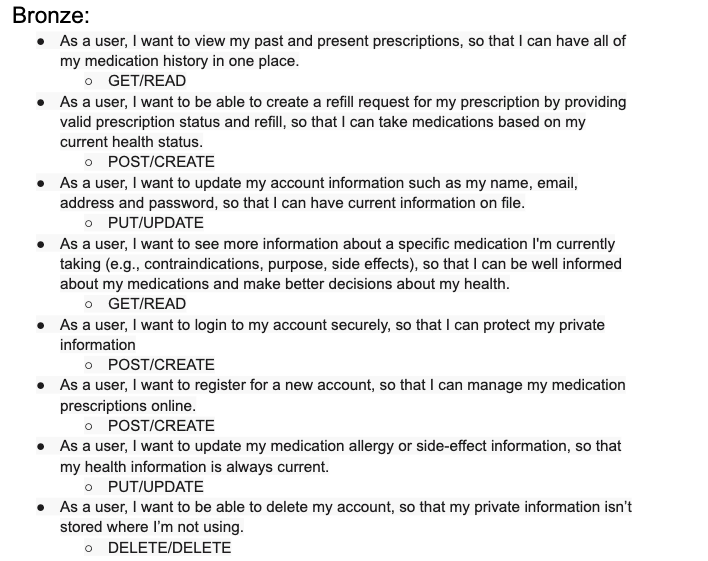 Bronze:
● As a user, I want to view my past and present prescriptions, so that I can have all of
my medication history in one place.
○ GET/READ
● As a user, I want to be able to create a refill request for my prescription by providing
valid prescription status and refill, so that I can take medications based on my
current health status.
○ POST/CREATE
● As a user, I want to update my account information such as my name, email,
address and password, so that I can have current information on file.
○ PUT/UPDATE
● As a user, I want to see more information about a specific medication I'm currently
taking (e.g., contraindications, purpose, side effects), so that I can be well informed
about my medications and make better decisions about my health.
○ GET/READ
● As a user, I want to login to my account securely, so that I can protect my private
information
○ POST/CREATE
● As a user, I want to register for a new account, so that I can manage my medication
prescriptions online.
○ POST/CREATE
● As a user, I want to update my medication allergy or side-effect information, so that
my health information is always current.
○ PUT/UPDATE
● As a user, I want to be able to delete my account, so that my private information isn’t
stored where I’m not using.
○ DELETE/DELETE